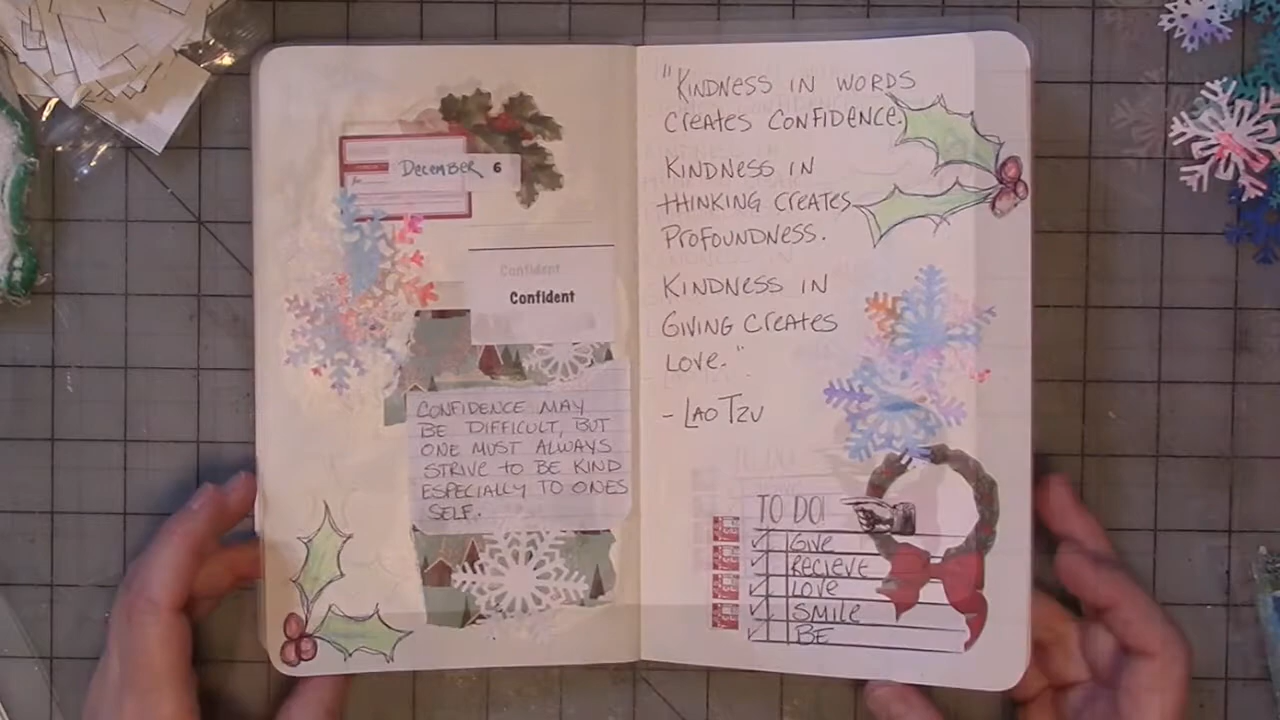 December 6
Confident
Confident
CONFIDENCE MAY
BE DIFFICULT, BUT
ONE MUST ALWAYS
STRIVE TO BE KIND
ESPECIALLY TO ONES
SELF.
"KINDNESS IN WORDS
CREATES CONFIDENCE.
KINDNESS IN
THINKING CREATES
PROFOUNDNESS.
KINDNESS IN
GIVING CREATES
LOVE."
- LAO TZU
TO DO!
GIVE
RECIEVE
LOVE
SMILE
BE